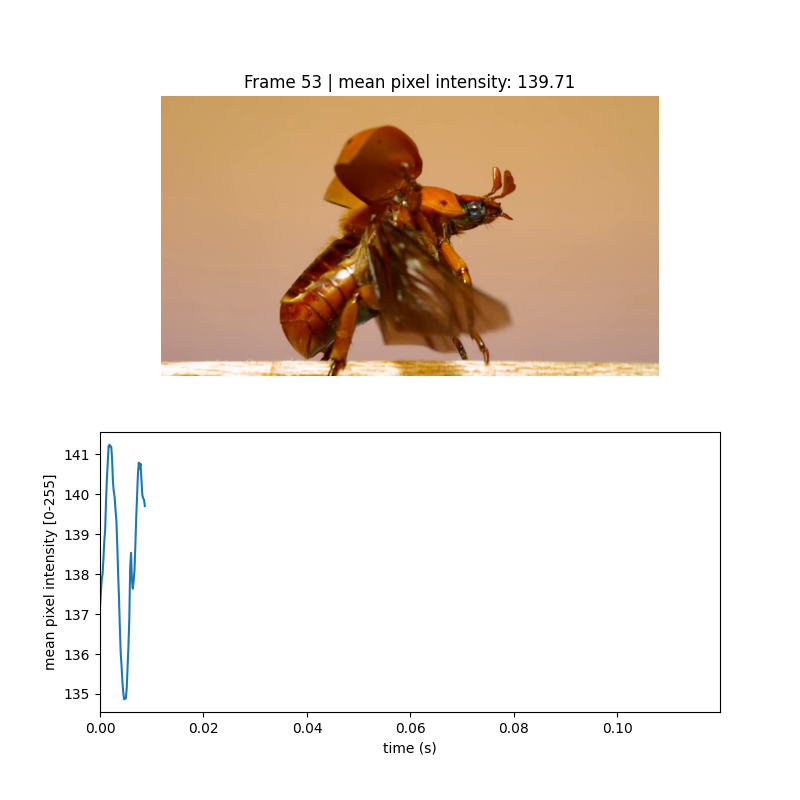 Frame 53 | mean pixel intensity: 139.71
mean pixel intensity [0-255]
141
140
139
138
137
136
135
0.00 0.02 0.04 0.06 0.08 0.10
time (s)